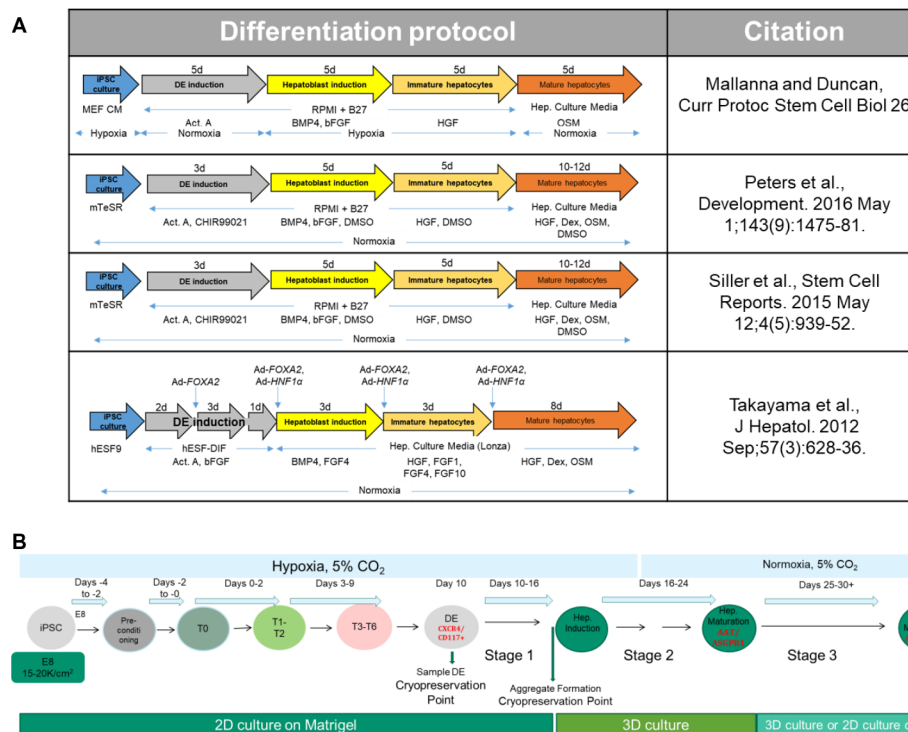 A
Differentiation protocol
Citation
5d 5d 5d 5d
iPSC culture DE induction Hepatoblast induction Immature hepatocytes Mature hepatocytes
MEF CM RPMI + B27 Hep. Culture Media
Act. A BMP4, bFGF HGF OSM
Hypoxia Normoxia Hypoxia Normoxia
Mallanna and Duncan,
Curr Protoc Stem Cell Biol 26
3d 5d 5d 10-12d
iPSC culture DE induction Hepatoblast induction Immature hepatocytes Mature hepatocytes
mTeSR RPMI + B27 Hep. Culture Media
Act. A, CHIR99021 BMP4, bFGF, DMSO HGF, DMSO HGF, Dex, OSM,
DMSO
Normoxia
Peters et al.,
Development. 2016 May
1;143(9):1475-81.
3d 5d 5d 10-12d
iPSC culture DE induction Hepatoblast induction Immature hepatocytes Mature hepatocytes
mTeSR RPMI + B27 Hep. Culture Media
Act. A, CHIR99021 BMP4, bFGF, DMSO HGF, DMSO HGF, Dex, OSM,
DMSO
Normoxia
Siller et al., Stem Cell
Reports. 2015 May
12;4(5):939-52.
Ad-FOXA2 Ad-FOXA2, Ad-HNF1α Ad-FOXA2, Ad-HNF1α Ad-FOXA2, Ad-HNF1α
2d 3d 1d 3d 3d 8d
iPSC culture DE induction Hepatoblast induction Immature hepatocytes Mature hepatocytes
hESF9 hESF-DIF Hep. Culture Media (Lonza)
Act. A, bFGF BMP4, FGF4 HGF, FGF1, HGF, Dex, OSM
FGF4, FGF10
Normoxia
Takayama et al.,
J Hepatol. 2012
Sep;57(3):628-36.
B
Hypoxia, 5% CO2 Normoxia, 5% CO2
Days -4 to -2 Days -2 to -0 Days 0-2 Days 3-9 Day 10 Days 10-16 Days 16-24 Days 25-30+
E8
iPSC Pre-conditioning T0 T1-T2 T3-T6 DE CXCR4/CD117+ Hep. Induction Hep. Maturation AAT/ASGPR1
Stage 1 Stage 2 Stage 3
E8
15-20K/cm2
Sample DE
Cryopreservation
Point
Aggregate Formation
Cryopreservation Point
2D culture on Matrigel 3D culture 3D culture or 2D culture